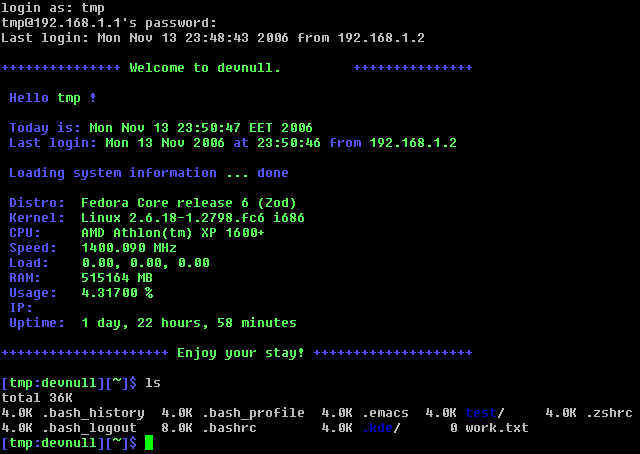 login as: tmp
tmp@192.168.1.1's password:
Last login: Mon Nov 13 23:48:43 2006 from 192.168.1.2
+++++++++++++++ Welcome to devnull. +++++++++++++++
Hello tmp !
Today is: Mon Nov 13 23:50:47 EET 2006
Last login: Mon 13 Nov 2006 at 23:50:46 from 192.168.1.2
Loading system information ... done
Distro: Fedora Core release 6 (Zod)
Kernel: Linux 2.6.18-1.2798.fc6 i686
CPU: AMD Athlon(tm) XP 1600+
Speed: 1400.090 MHz
Load: 0.00, 0.00, 0.00
RAM: 515164 MB
Usage: 4.31700 %
IP:
Uptime: 1 day, 22 hours, 58 minutes
+++++++++++++++++++++ Enjoy your stay! ++++++++++++++++++++
[tmp:devnull][~]$ ls
total 36K
4.0K .bash_history 4.0K .bash_profile 4.0K .emacs 4.0K test/ 4.0K .zshrc
4.0K .bash_logout 8.0K .bashrc 4.0K .kde/ 0 work.txt
[tmp:devnull][~]$